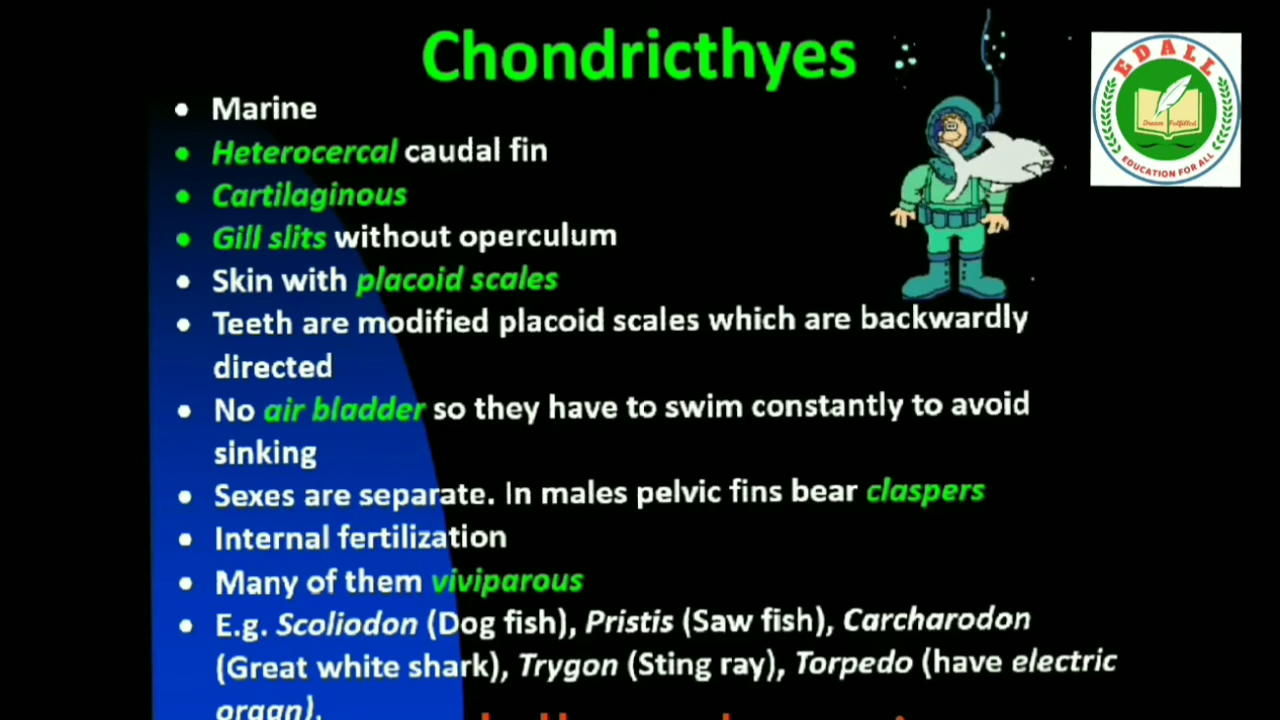 Chondricthyes
EDALL
Dream Fulfilled
EDUCATION FOR ALL
• Marine
• Heterocercal caudal fin
• Cartilaginous
• Gill slits without operculum
• Skin with placoid scales
• Teeth are modified placoid scales which are backwardly
directed
• No air bladder so they have to swim constantly to avoid
sinking
• Sexes are separate. In males pelvic fins bear claspers
• Internal fertilization
• Many of them viviparous
• E.g. Scoliodon (Dog fish), Pristis (Saw fish), Carcharodon
(Great white shark), Trygon (Sting ray), Torpedo (have electric
organ).